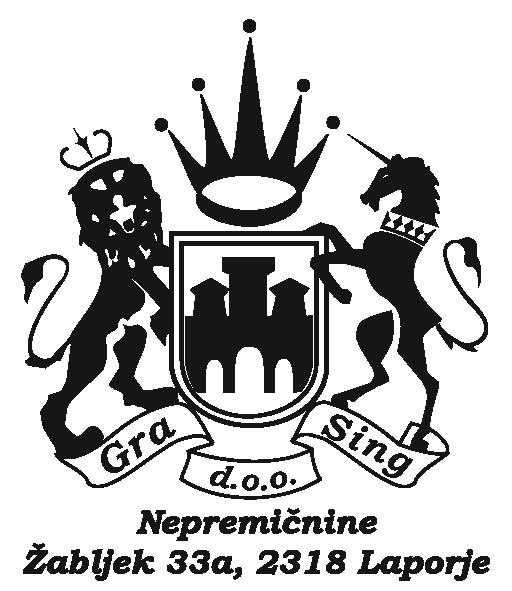 Gra Sing
d.o.o.
Nepremičnine
Žabljek 33a, 2318 Laporje